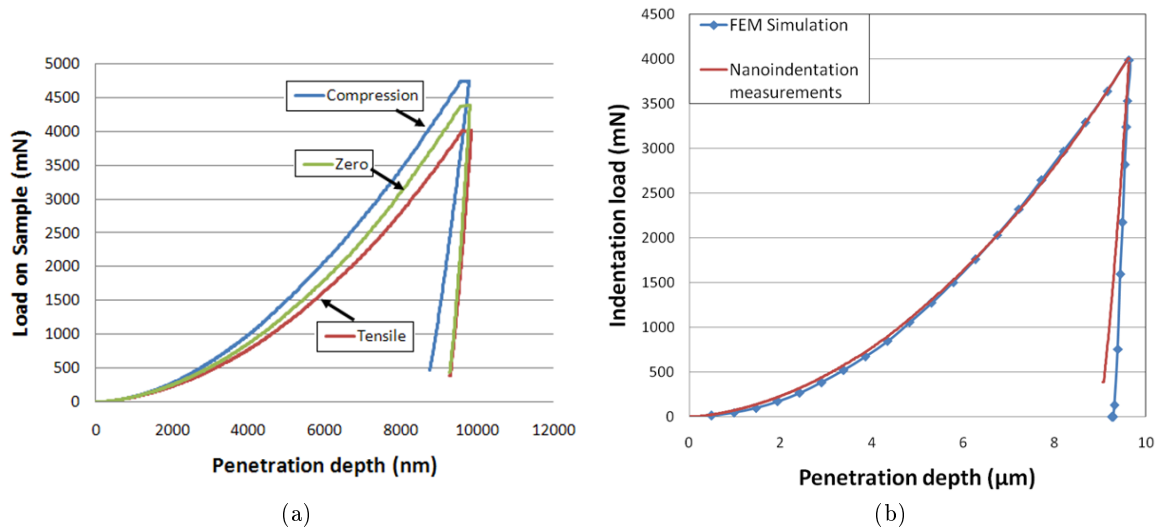 5000
4500
4000
3500
3000
2500
2000
1500
1000
500
0
Load on Sample (mN)
Compression
Zero
Tensile
0 2000 4000 6000 8000 10000 12000
Penetration depth (nm)
(a)
4500
4000
3500
3000
2500
2000
1500
1000
500
0
Indentation load (mN)
FEM Simulation
Nanoindentation
measurements
0 2 4 6 8 10
Penetration depth (µm)
(b)